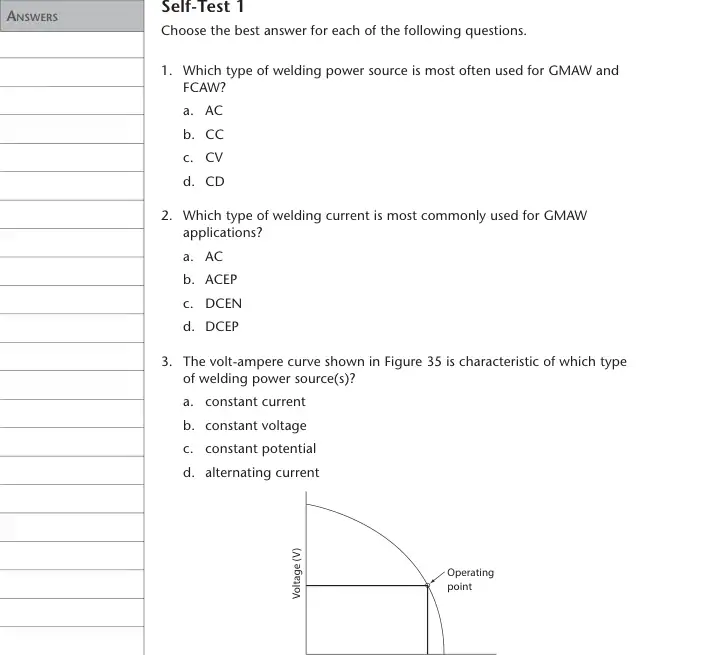 ANSWERS
Self-Test 1
Choose the best answer for each of the following questions.
1. Which type of welding power source is most often used for GMAW and
FCAW?
a. AC
b. CC
c. CV
d. CD
2. Which type of welding current is most commonly used for GMAW
applications?
a. AC
b. ACEP
c. DCEN
d. DCEP
3. The volt-ampere curve shown in Figure 35 is characteristic of which type
of welding power source(s)?
a. constant current
b. constant voltage
c. constant potential
d. alternating current
Voltage (V)
Operating
point